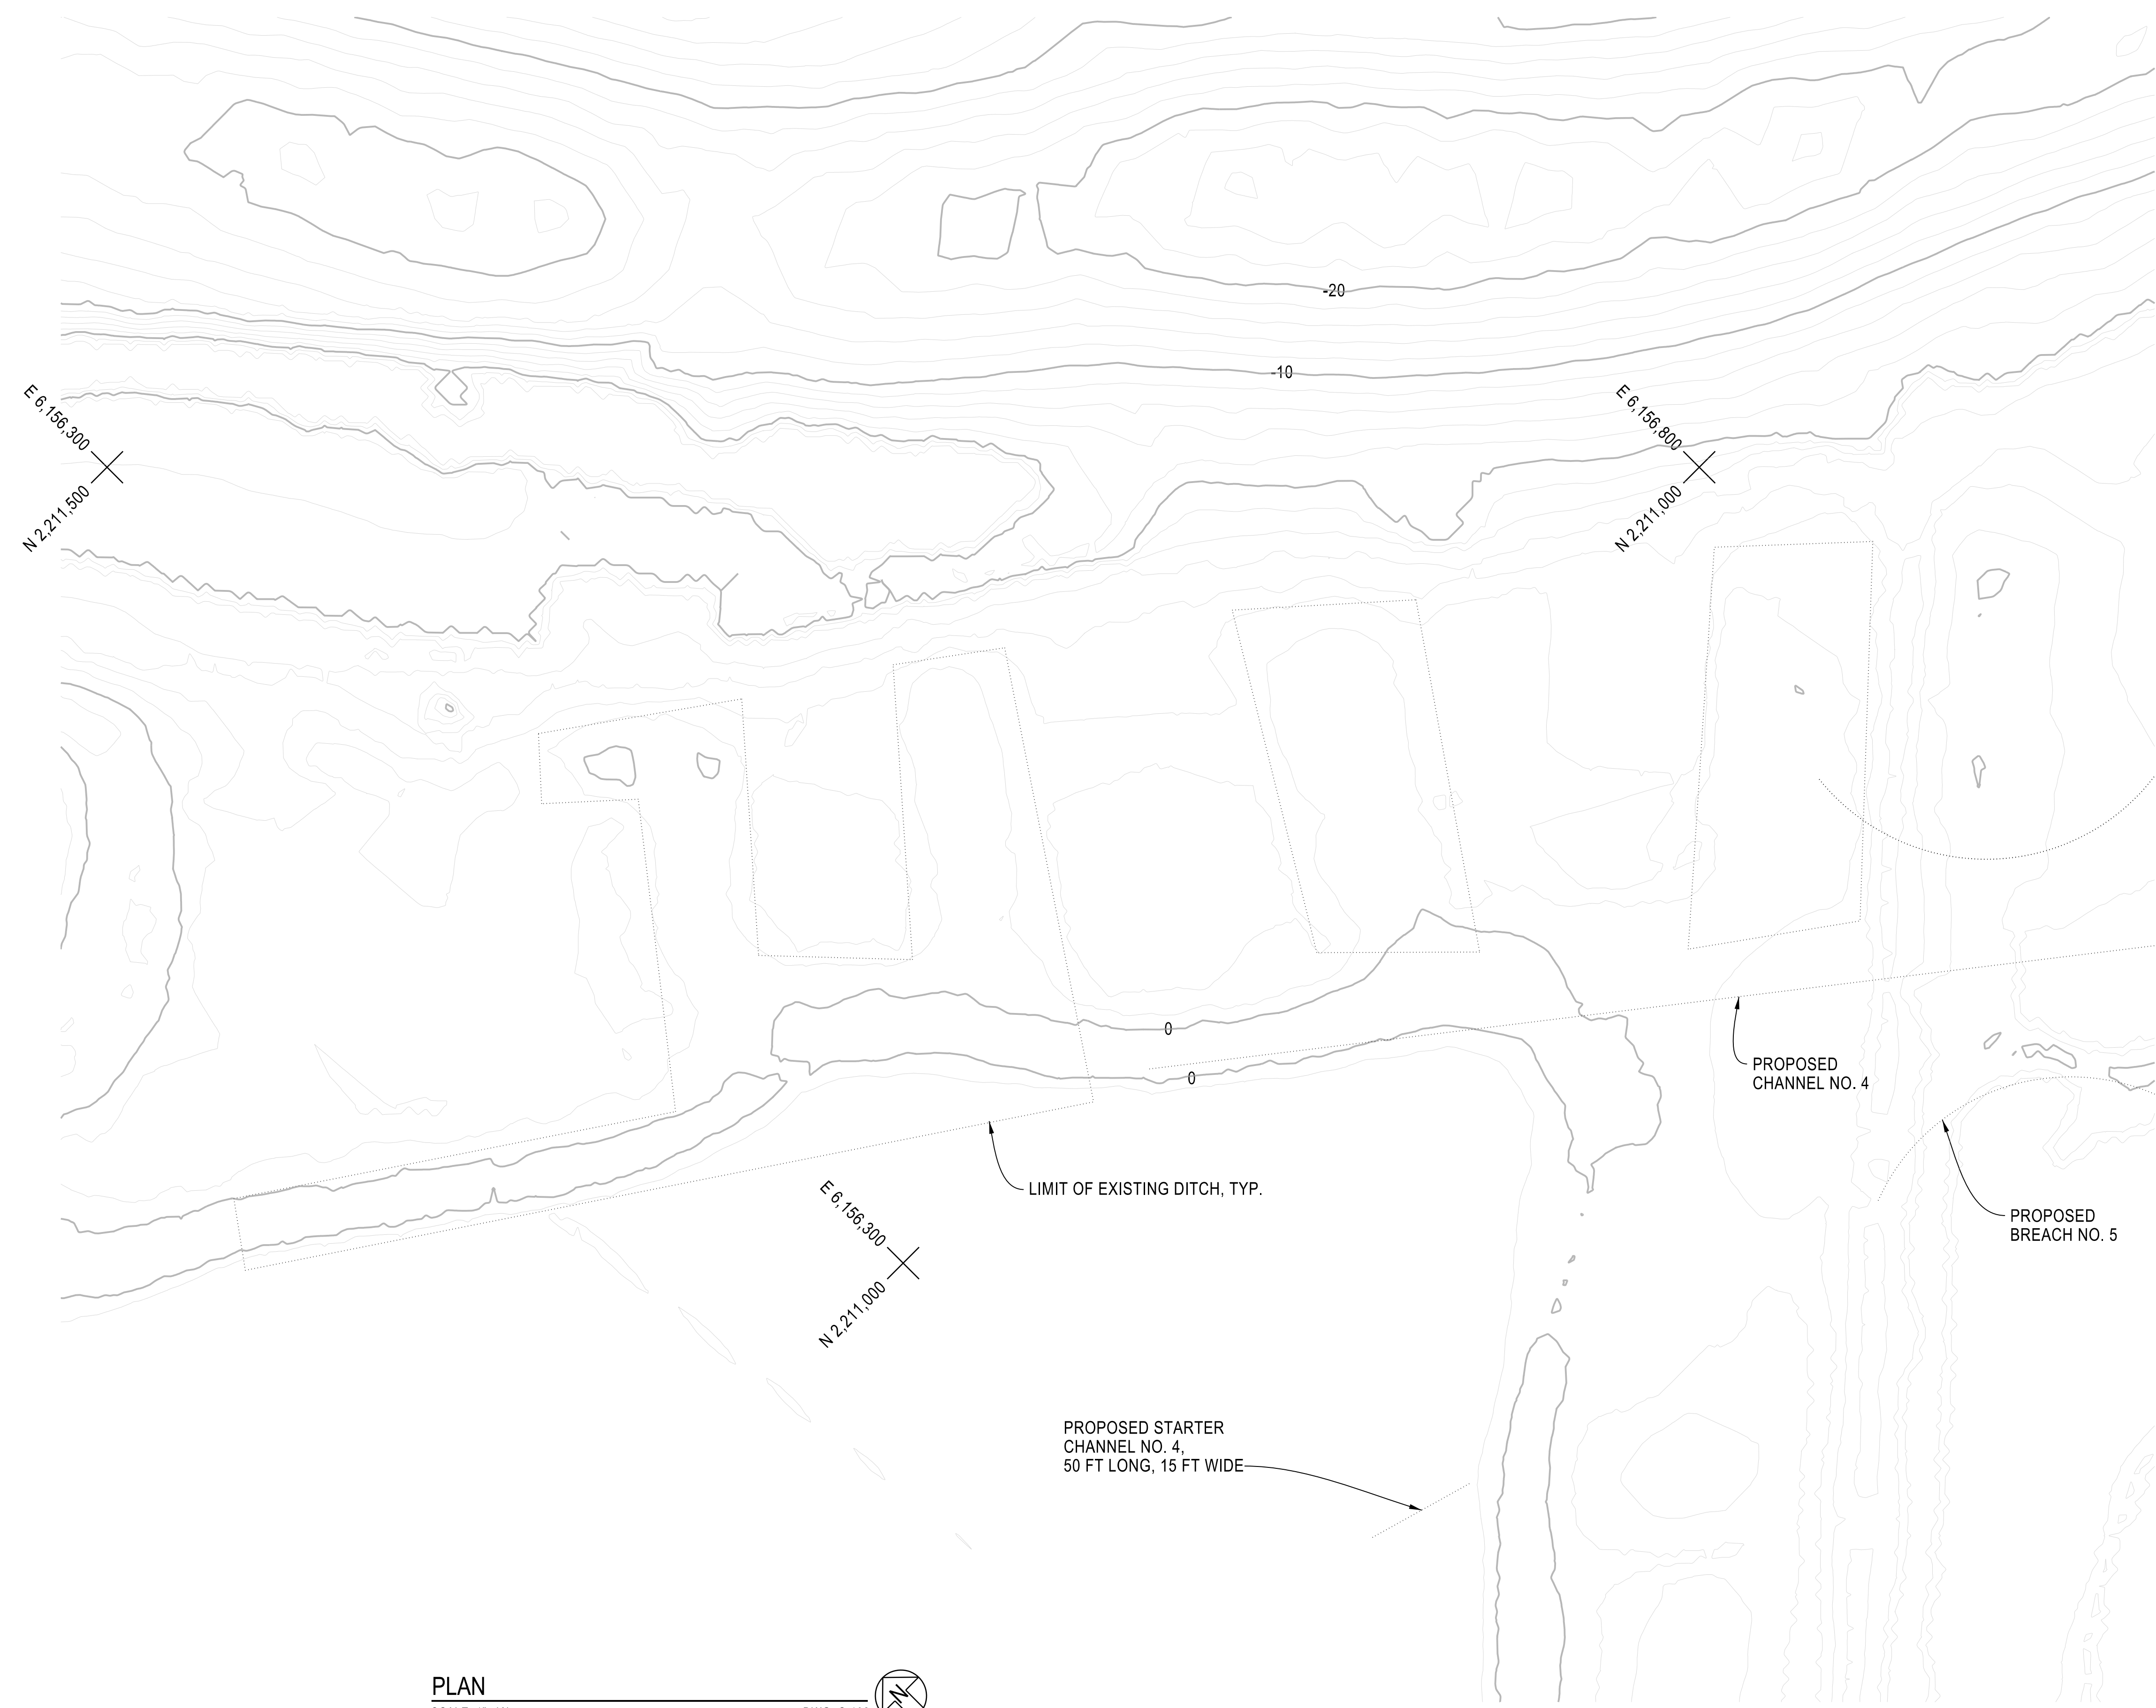 -20
-10
E 6,156,300
N 2,211,500
E 6,156,800
N 2,211,000
0
0
PROPOSED
CHANNEL NO. 4
LIMIT OF EXISTING DITCH, TYP.
PROPOSED
BREACH NO. 5
E 6,156,300
N 2,211,000
PROPOSED STARTER
CHANNEL NO. 4,
50 FT LONG, 15 FT WIDE
PLAN
N